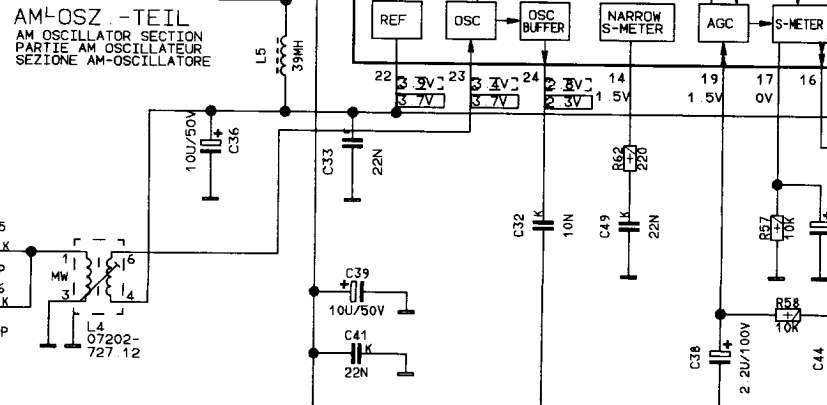 AM-OSZ.-TEIL
AM OSCILLATOR SECTION
PARTIE AM OSCILLATEUR
SEZIONE AM-OSCILLATORE
L5
39MH
REF
OSC
OSC
BUFFER
NARROW
S-METER
AGC
S-METER
22
3.9V
3.7V
23
3.4V
3.7V
24
2.8V
2.3V
14
1.5V
19
1.5V
17
0V
16
10U/50V
+
C36
C33
22N
R62
220
C32
K
10N
C49
K
22N
R57
10K
5
K
P
6
K
P
MW
1
3
6
4
L4
07202-
727.12
C39
+
10U/50V
C41
K
22N
R58
10K
C38
+
2.2U/100V
C44